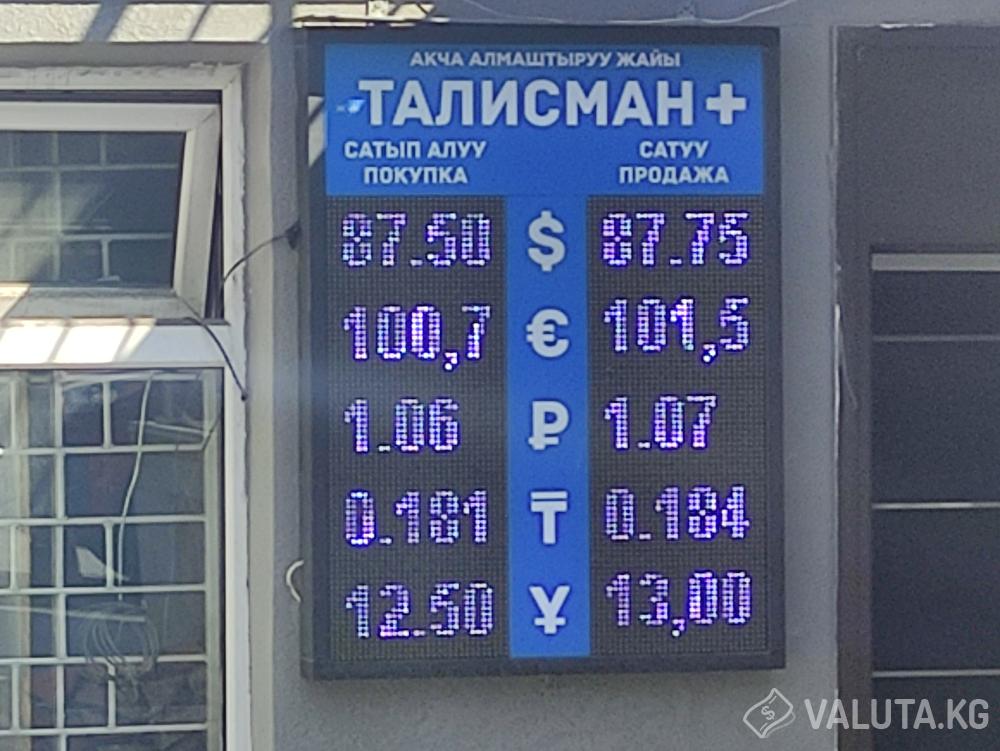 АКЧА АЛМАШТЫРУУ ЖАЙЫ
ТАЛИСМАН+
САТЫП АЛУУ САТУУ
ПОКУПКА ПРОДАЖА
87.50 $ 87.75
100,7 € 101,5
1.06 ₽ 1.07
0.181 ₸ 0.184
12.50 ¥ 13,00
VALUTA.KG